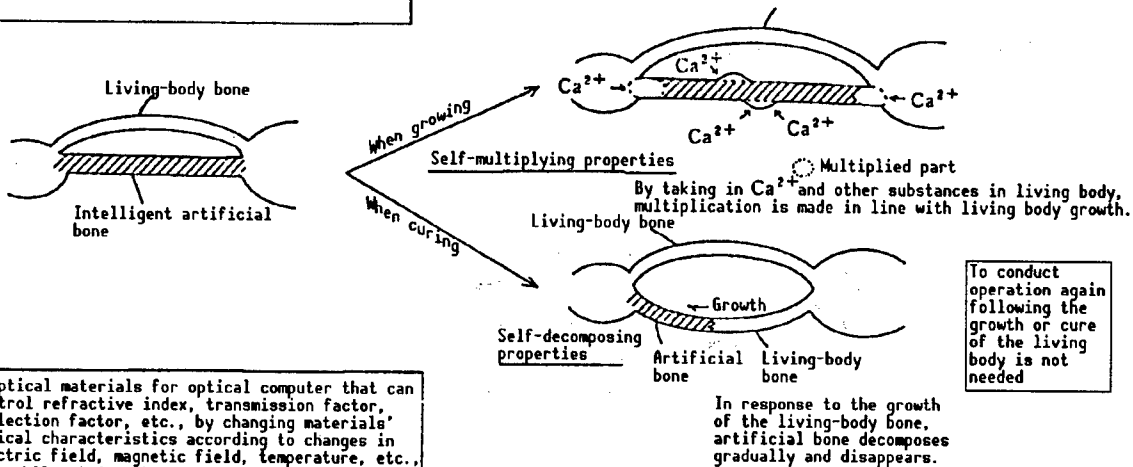 Living-body bone
Intelligent artificial
bone
When growing
Self-multiplying properties
When curing
Ca²⁺
Ca²⁺
Ca²⁺
Ca²⁺
Ca²⁺
Multiplied part
By taking in Ca²⁺ and other substances in living body,
multiplication is made in line with living body growth.
Living-body bone
Growth
Self-decomposing
properties
Artificial
bone
Living-body
bone
In response to the growth
of the living-body bone,
artificial bone decomposes
gradually and disappears.
To conduct
operation again
following the
growth or cure
of the living
body is not
needed
optical materials for optical computer that can
refractive index, transmission factor,
factor, etc., by changing materials'
characteristics according to changes in
field, magnetic field, temperature, etc.,